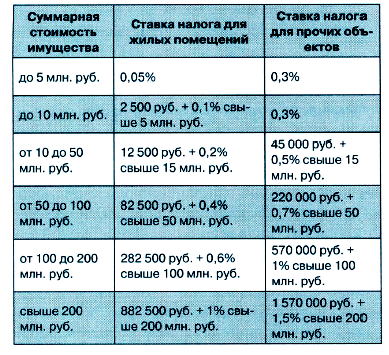 Суммарная стоимость имущества
Ставка налога для жилых помещений
Ставка налога для прочих объ-
ектов
до 5 млн. руб.
0,05%
0,3%
до 10 млн. руб.
2 500 руб. + 0,1% свы-
ше 5 млн. руб.
0,3%
от 10 до 50
млн. руб.
12 500 руб. + 0,2%
свыше 15 млн. руб.
45 000 руб. +
0,5% свыше 15
млн. руб.
от 50 до 100
млн. руб.
82 500 руб. + 0,4%
свыше 50 млн. руб.
220 000 руб. +
0,7% свыше 50
млн. руб.
от 100 до 200
млн. руб.
282 500 руб. + 0,6%
свыше 100 млн. руб.
570 000 руб. +
1% свыше 100
млн. руб.
свыше 200
млн. руб.
882 500 руб. + 1% свы-
ше 200 млн. руб.
1 570 000 руб. +
1,5% свыше 200
млн. руб.